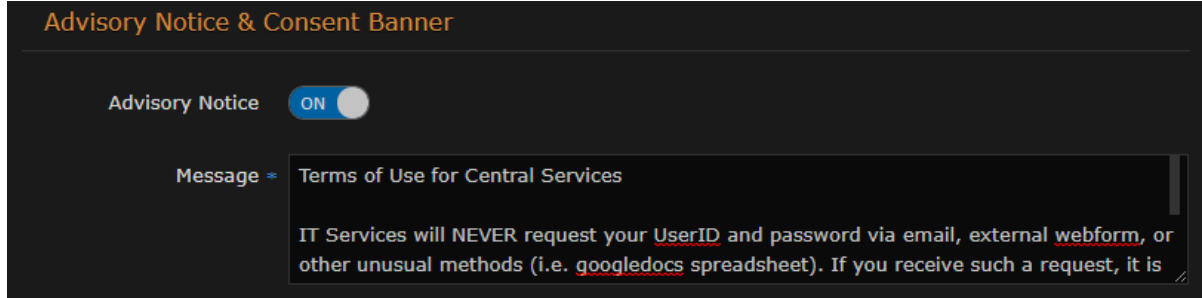 Advisory Notice & Consent Banner
Advisory Notice ON
Message *
Terms of Use for Central Services
IT Services will NEVER request your UserID and password via email, external webform, or
other unusual methods (i.e. googledocs spreadsheet). If you receive such a request, it is